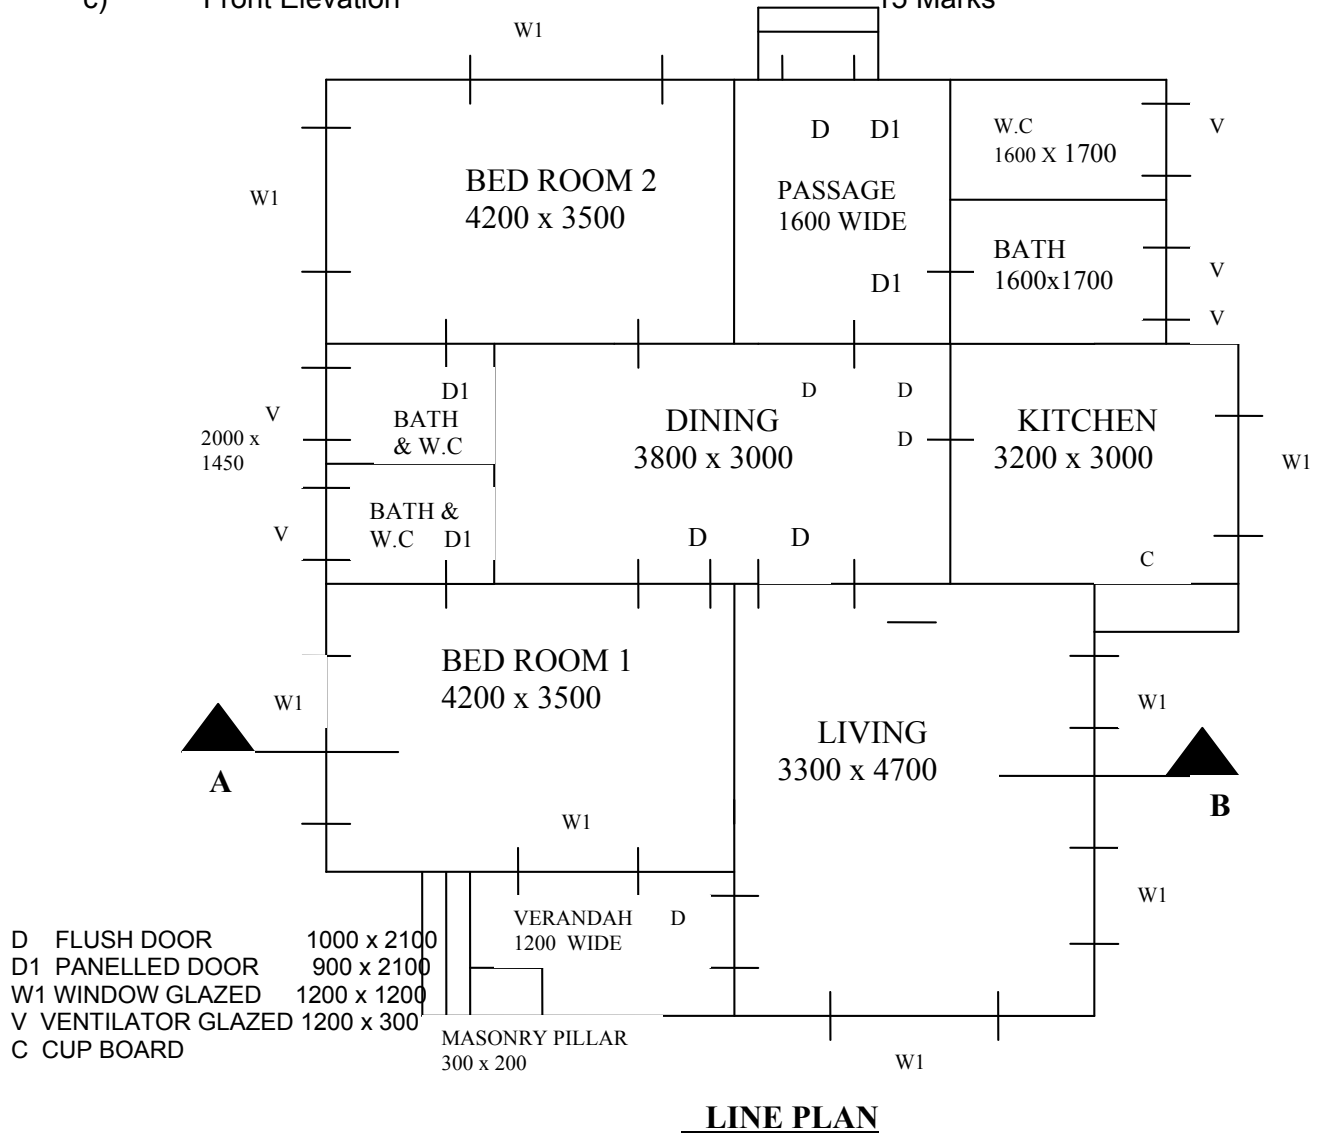 c) Front Elevation 15 Marks
W1
D D1
W.C
1600 X 1700
V
BED ROOM 2
4200 x 3500
W1
PASSAGE
1600 WIDE
BATH
1600x1700
D1
V
V
D1
BATH
& W.C
V
2000 x
1450
D D
DINING
3800 x 3000
D
KITCHEN
3200 x 3000
W1
BATH &
W.C D1
V
D D
C
BED ROOM 1
4200 x 3500
W1
W1
LIVING
3300 x 4700
A
B
W1
W1
VERANDAH D
1200 WIDE
D FLUSH DOOR 1000 x 2100
D1 PANELLED DOOR 900 x 2100
W1 WINDOW GLAZED 1200 x 1200
V VENTILATOR GLAZED 1200 x 300
C CUP BOARD
MASONRY PILLAR
300 x 200
W1
LINE PLAN